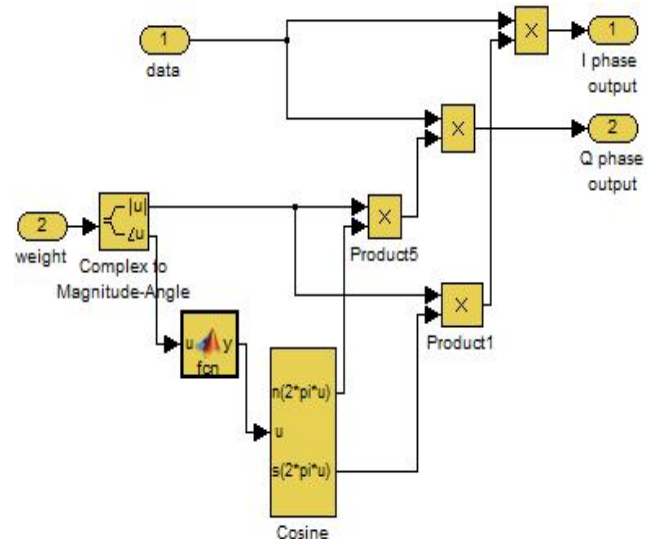 1
data
X
1
I phase
output
X
2
Q phase
output
2
weight
|u|
∠u
Complex to
Magnitude-Angle
X
Product5
X
Product1
u
y
fcn
n(2*pi*u)
u
s(2*pi*u)
Cosine